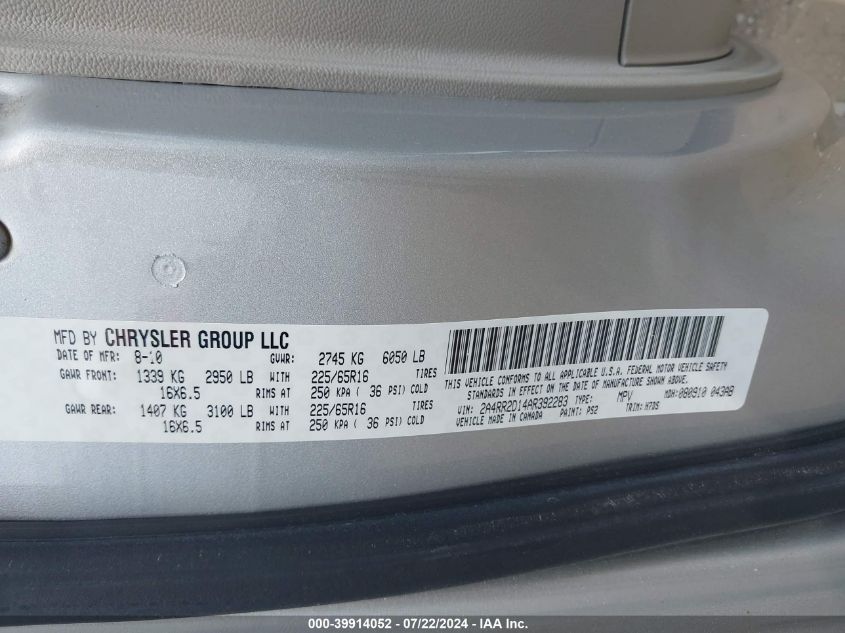 MFD BY CHRYSLER GROUP LLC
DATE OF MFR: 8-10 GVWR: 2745 KG 6050 LB
GAWR FRONT: 1339 KG 2950 LB WITH 225/65R16 TIRES
16X6.5 RIMS AT 250 KPA ( 36 PSI) COLD
GAWR REAR: 1407 KG 3100 LB WITH 225/65R16 TIRES
16X6.5 RIMS AT 250 KPA ( 36 PSI) COLD
THIS VEHICLE CONFORMS TO ALL APPLICABLE U.S.A. FEDERAL MOTOR VEHICLE SAFETY
STANDARDS IN EFFECT ON THE DATE OF MANUFACTURE SHOWN ABOVE.
VIN: 2A4RR2D14AR392283 TYPE: MPV MDH: 080910 043AB
VEHICLE MADE IN CANADA PAINT: PS2 TRIM: H7DS
000-39914052 - 07/22/2024 - IAA Inc.